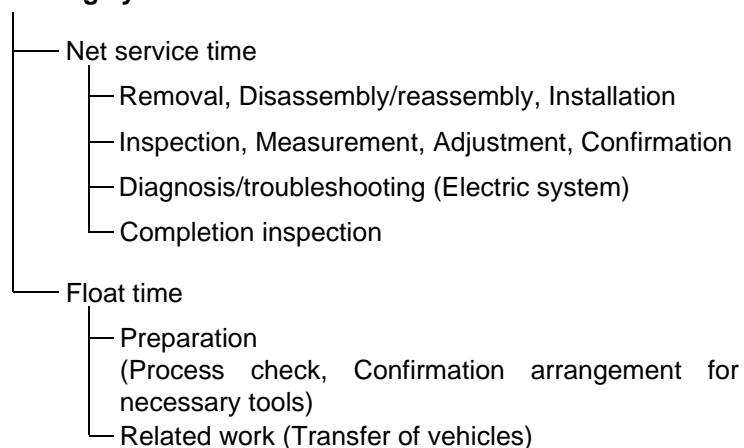 Net service time
Removal, Disassembly/reassembly, Installation
Inspection, Measurement, Adjustment, Confirmation
Diagnosis/troubleshooting (Electric system)
Completion inspection
Float time
Preparation
(Process check, Confirmation arrangement for
necessary tools)
Related work (Transfer of vehicles)